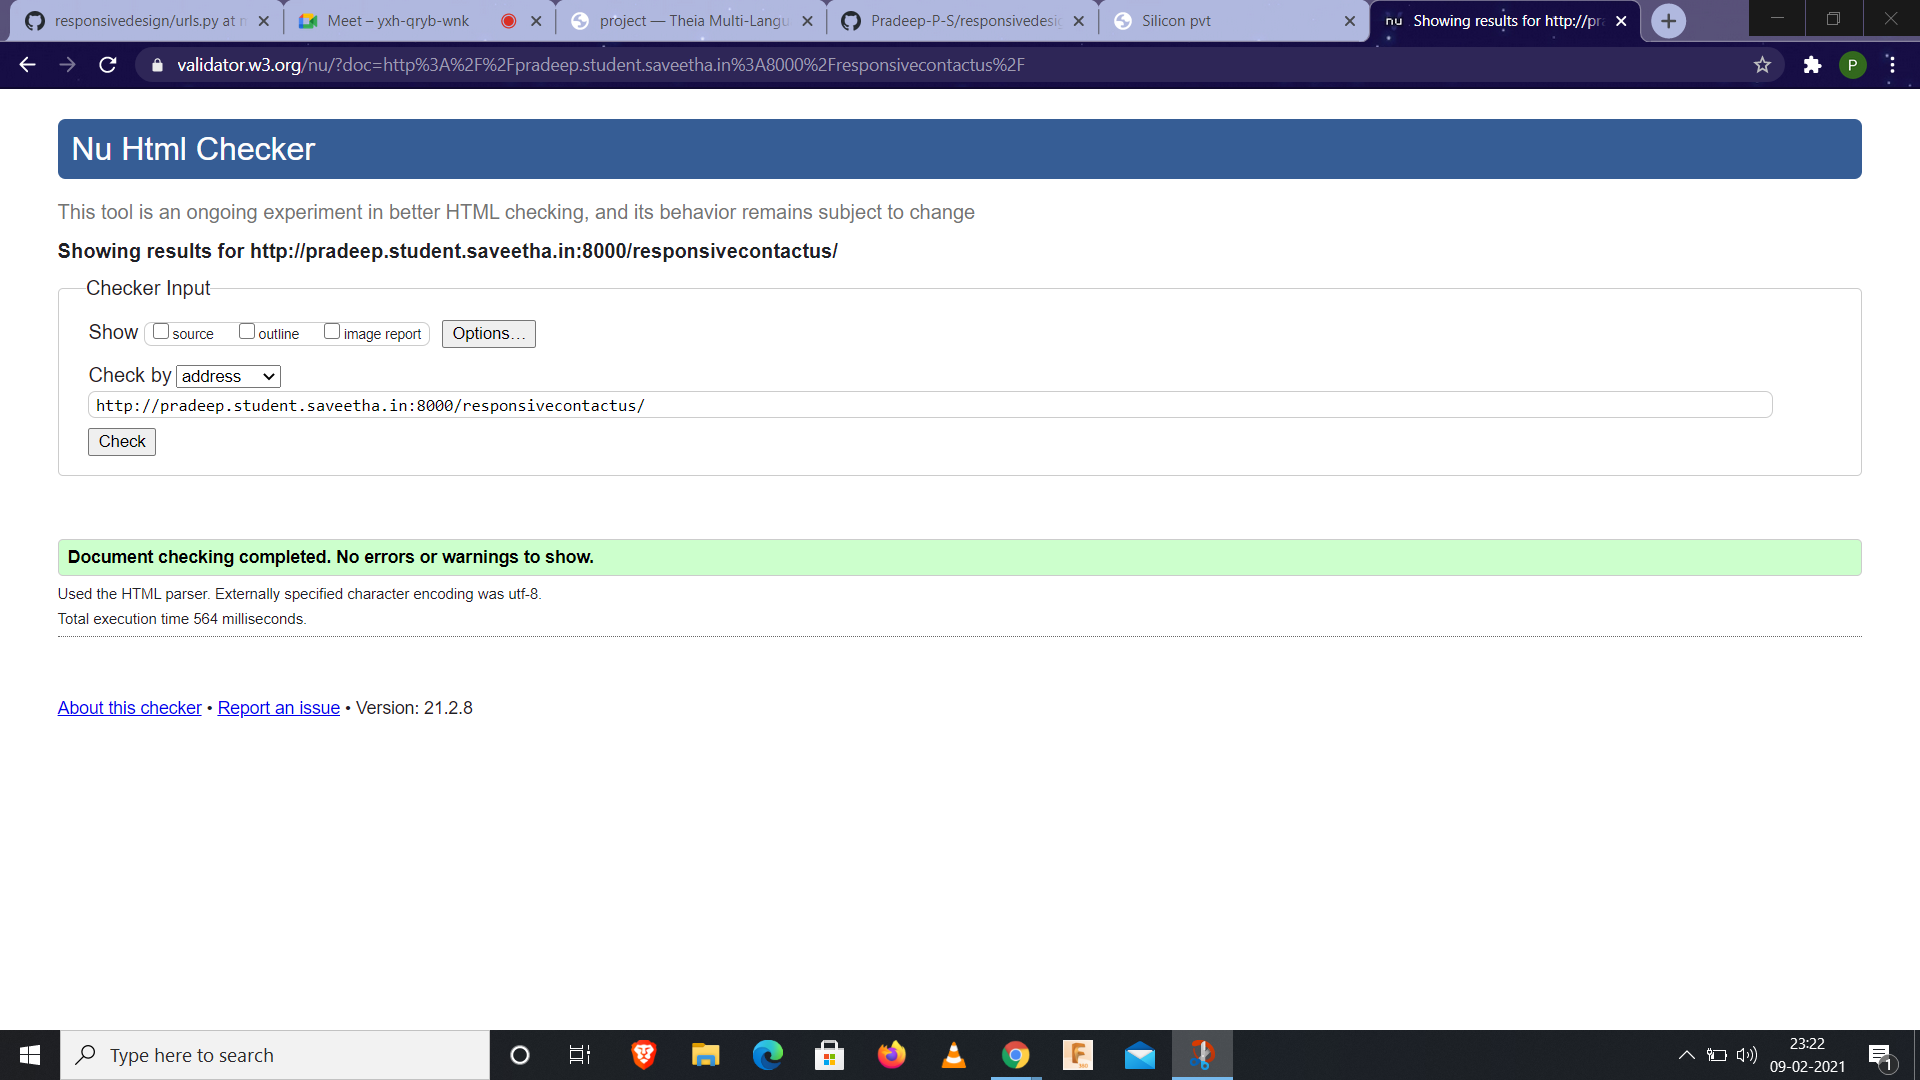 responsivedesign/urls.py at m
Meet – yxh-qryb-wnk
project — Theia Multi-Langu
Pradeep-P-S/responsivedesi
Silicon pvt
nu Showing results for http://pr
validator.w3.org/nu/?doc=http%3A%2F%2Fpradeep.student.saveetha.in%3A8000%2Fresponsivecontactus%2F
P
Nu Html Checker
This tool is an ongoing experiment in better HTML checking, and its behavior remains subject to change
Showing results for http://pradeep.student.saveetha.in:8000/responsivecontactus/
Checker Input
Show source outline image report Options...
Check by address
http://pradeep.student.saveetha.in:8000/responsivecontactus/
Check
Document checking completed. No errors or warnings to show.
Used the HTML parser. Externally specified character encoding was utf-8.
Total execution time 564 milliseconds.
About this checker • Report an issue • Version: 21.2.8
Type here to search
23:22
09-02-2021
1